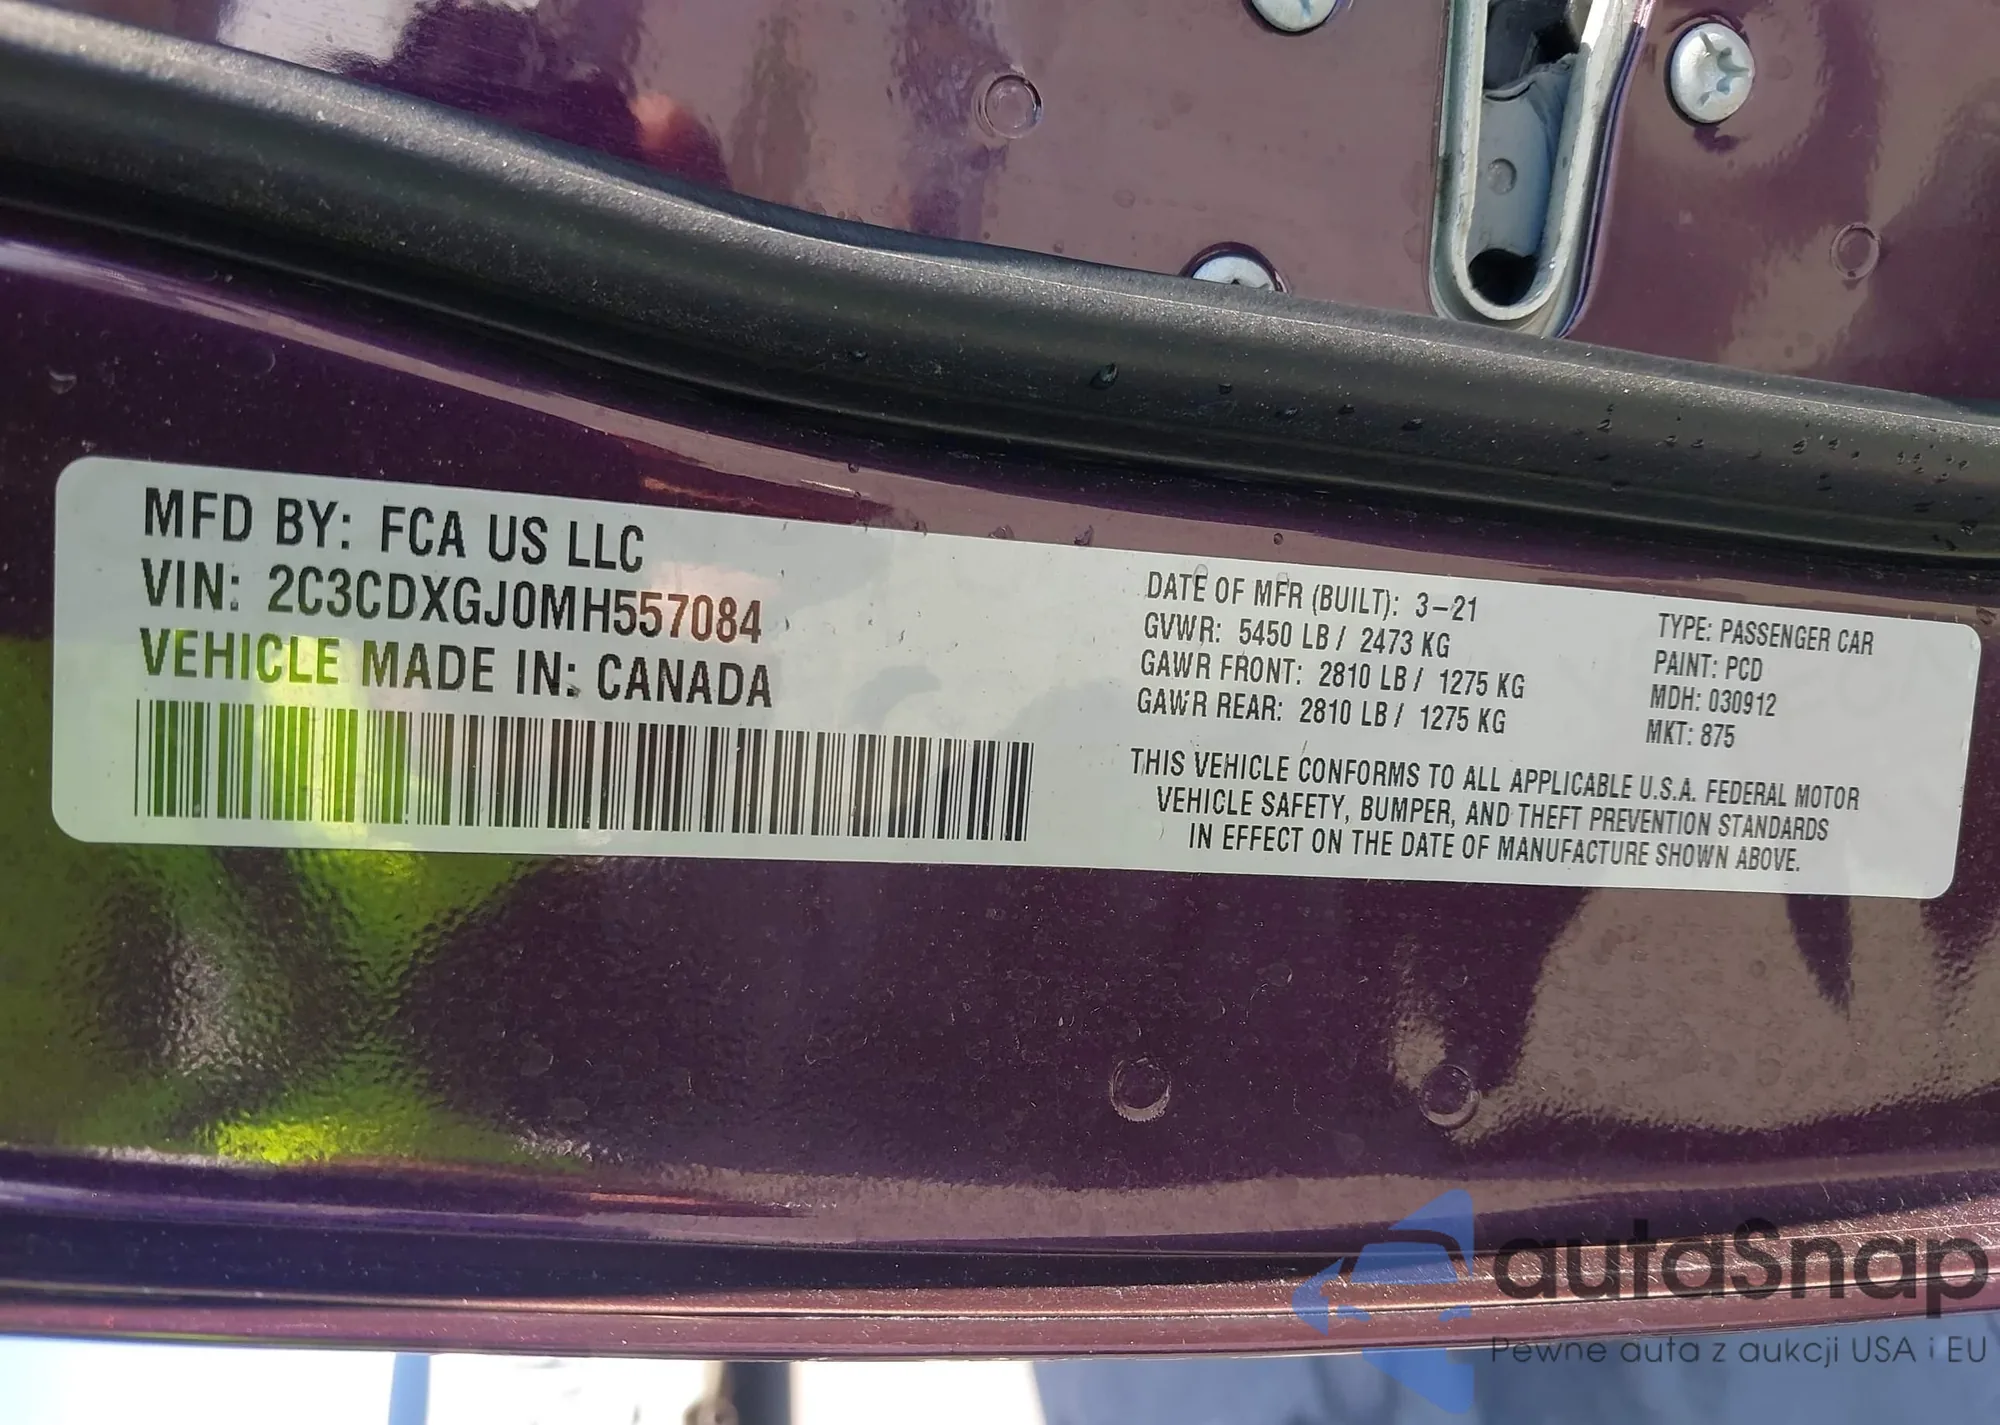 MFD BY: FCA US LLC
VIN: 2C3CDXGJ0MH557084
VEHICLE MADE IN: CANADA
DATE OF MFR (BUILT): 3-21
GVWR: 5450 LB / 2473 KG
GAWR FRONT: 2810 LB / 1275 KG
GAWR REAR: 2810 LB / 1275 KG
TYPE: PASSENGER CAR
PAINT: PCD
MDH: 030912
MKT: 875
THIS VEHICLE CONFORMS TO ALL APPLICABLE U.S.A. FEDERAL MOTOR
VEHICLE SAFETY, BUMPER, AND THEFT PREVENTION STANDARDS
IN EFFECT ON THE DATE OF MANUFACTURE SHOWN ABOVE.
autaSnap
Pewne auta z aukcji USA i EU